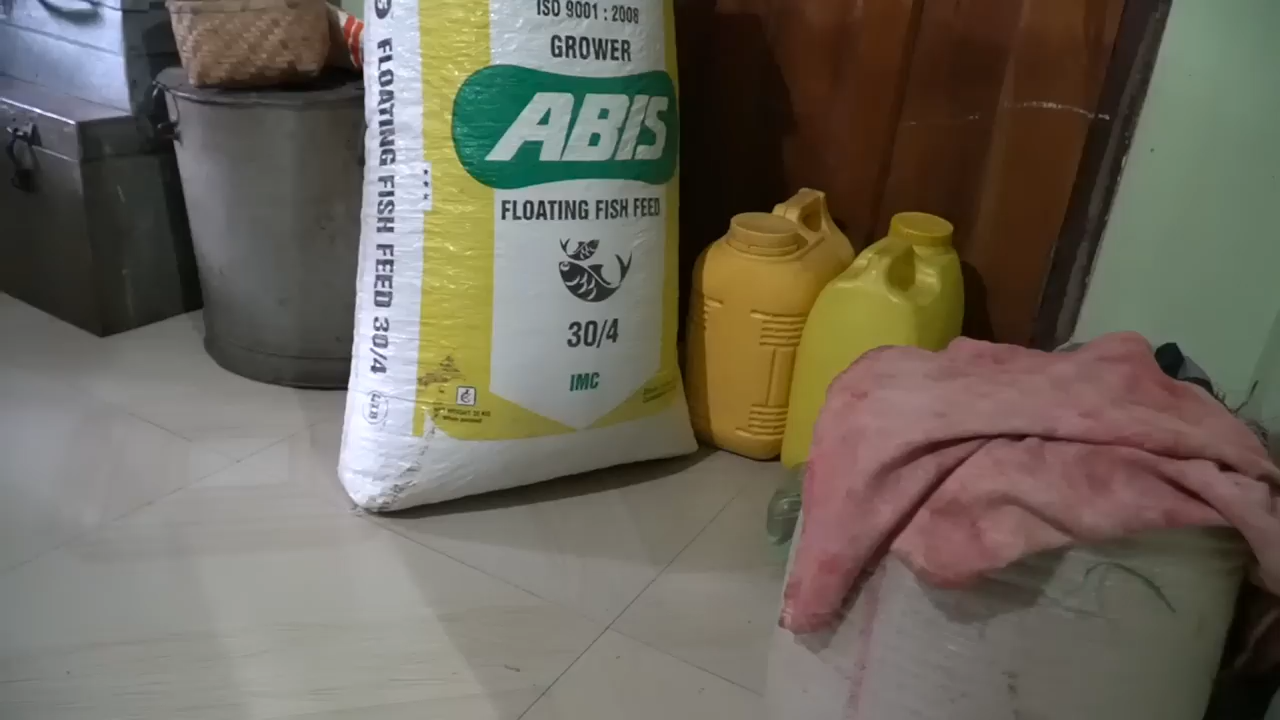 ISO 9001 : 2008
GROWER
ABIS
FLOATING FISH FEED
30/4
IMC
FLOATING FISH FEED 30/4